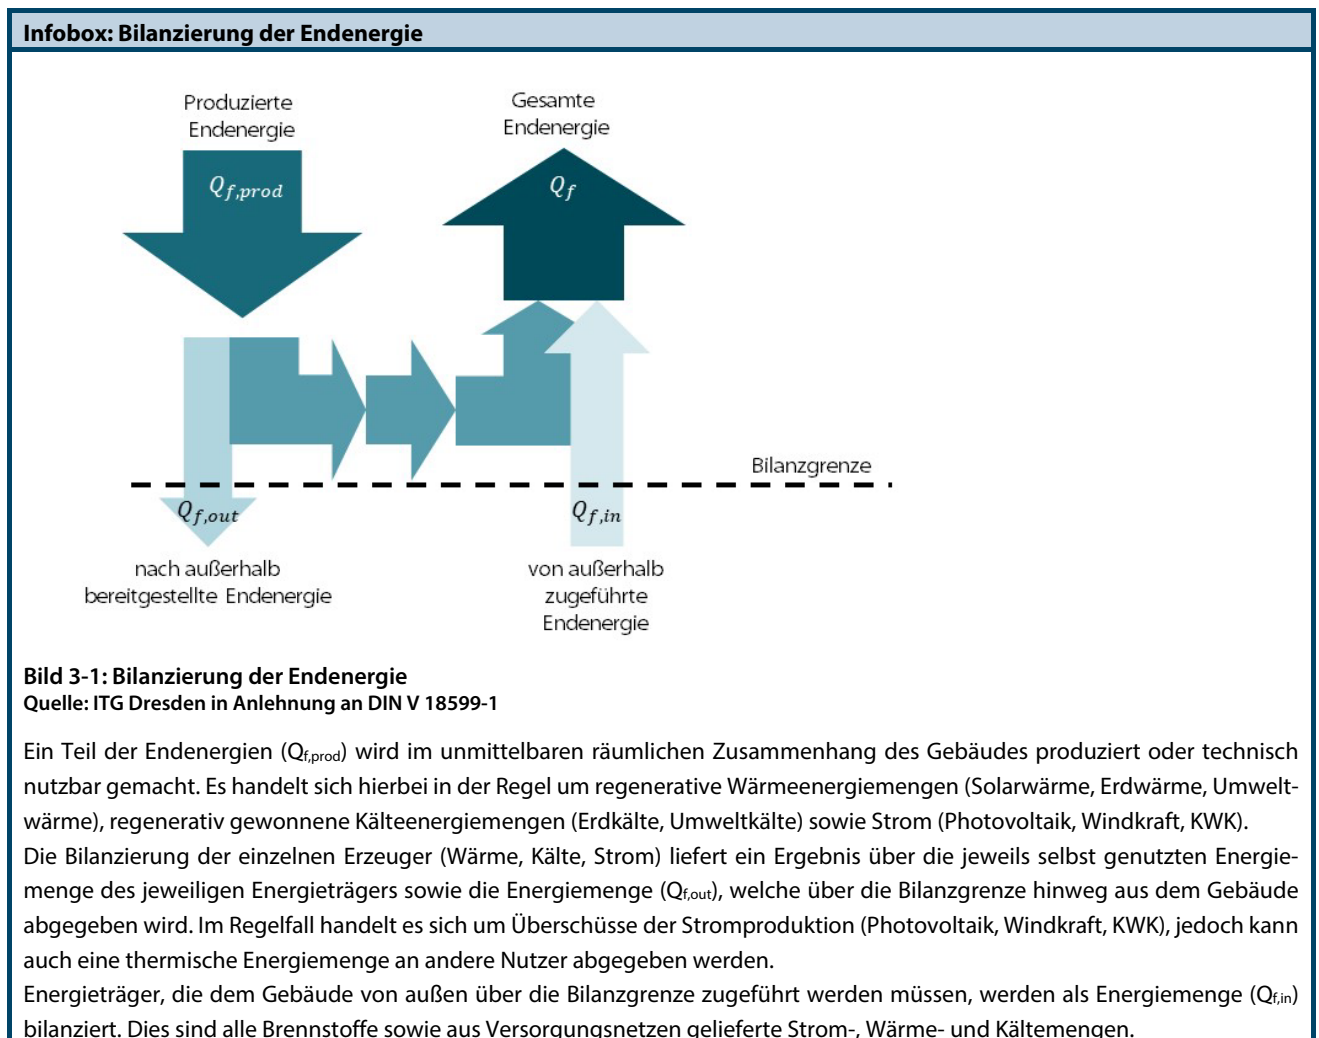 Infobox: Bilanzierung der Endenergie
Produzierte
Endenergie
Gesamte
Endenergie
Q_{f,prod}
Q_f
Bilanzgrenze
Q_{f,out}
Q_{f,in}
nach außerhalb
bereitgestellte Endenergie
von außerhalb
zugeführte
Endenergie
Bild 3-1: Bilanzierung der Endenergie
Quelle: ITG Dresden in Anlehnung an DIN V 18599-1
Ein Teil der Endenergien (Q_{f,prod}) wird im unmittelbaren räumlichen Zusammenhang des Gebäudes produziert oder technisch
nutzbar gemacht. Es handelt sich hierbei in der Regel um regenerative Wärmeenergiemengen (Solarwärme, Erdwärme, Umwelt-
wärme), regenerativ gewonnene Kälteenergiemengen (Erdkälte, Umweltkälte) sowie Strom (Photovoltaik, Windkraft, KWK).
Die Bilanzierung der einzelnen Erzeuger (Wärme, Kälte, Strom) liefert ein Ergebnis über die jeweils selbst genutzten Energie-
menge des jeweiligen Energieträgers sowie die Energiemenge (Q_{f,out}), welche über die Bilanzgrenze hinweg aus dem Gebäude
abgegeben wird. Im Regelfall handelt es sich um Überschüsse der Stromproduktion (Photovoltaik, Windkraft, KWK), jedoch kann
auch eine thermische Energiemenge an andere Nutzer abgegeben werden.
Energieträger, die dem Gebäude von außen über die Bilanzgrenze zugeführt werden müssen, werden als Energiemenge (Q_{f,in})
bilanziert. Dies sind alle Brennstoffe sowie aus Versorgungsnetzen gelieferte Strom-, Wärme- und Kältemengen.